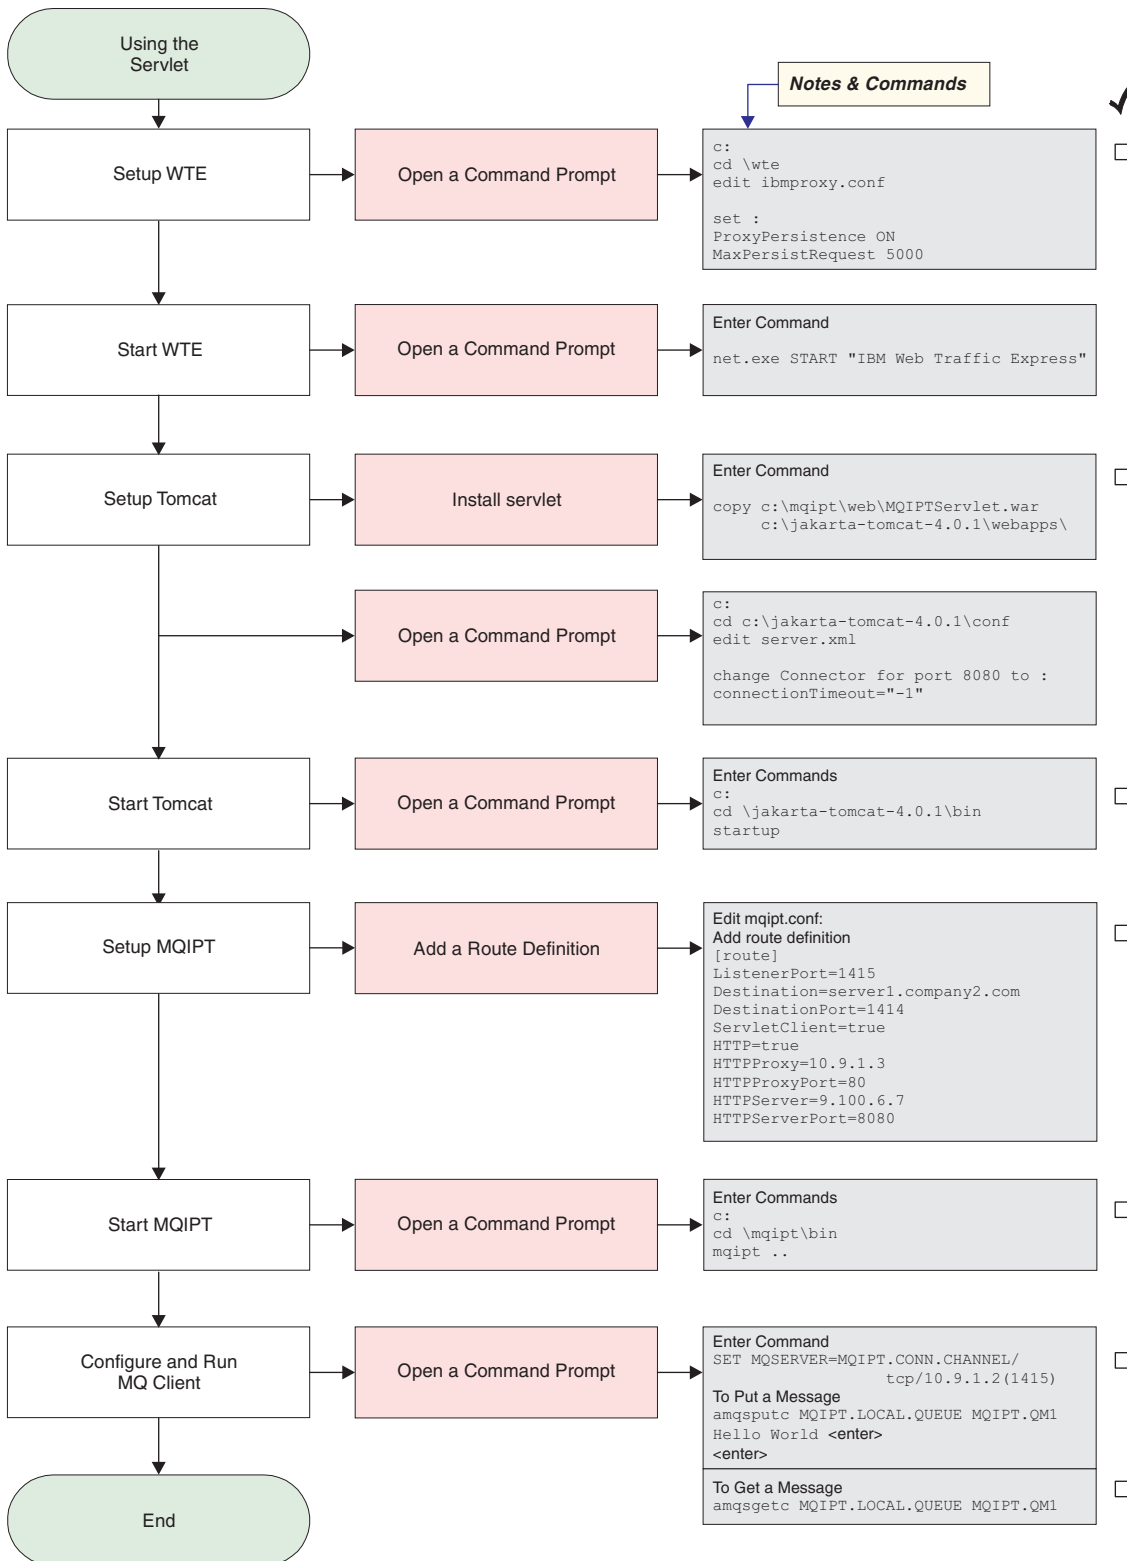 Using the
Servlet
Notes & Commands
Setup WTE
Open a Command Prompt
c:
cd \wte
edit ibmproxy.conf
set :
ProxyPersistence ON
MaxPersistRequest 5000
Start WTE
Open a Command Prompt
Enter Command
net.exe START "IBM Web Traffic Express"
Setup Tomcat
Install servlet
Enter Command
copy c:\mqipt\web\MQIPTServlet.war
c:\jakarta-tomcat-4.0.1\webapps\
Open a Command Prompt
c:
cd c:\jakarta-tomcat-4.0.1\conf
edit server.xml
change Connector for port 8080 to :
connectionTimeout="-1"
Start Tomcat
Open a Command Prompt
Enter Commands
c:
cd \jakarta-tomcat-4.0.1\bin
startup
Setup MQIPT
Add a Route Definition
Edit mqipt.conf:
Add route definition
[route]
ListenerPort=1415
Destination=server1.company2.com
DestinationPort=1414
ServletClient=true
HTTP=true
HTTPProxy=10.9.1.3
HTTPProxyPort=80
HTTPServer=9.100.6.7
HTTPServerPort=8080
Start MQIPT
Open a Command Prompt
Enter Commands
c:
cd \mqipt\bin
mqipt ..
Configure and Run
MQ Client
Open a Command Prompt
Enter Command
SET MQSERVER=MQIPT.CONN.CHANNEL/
tcp/10.9.1.2(1415)
To Put a Message
amqsputc MQIPT.LOCAL.QUEUE MQIPT.QM1
Hello World <enter>
<enter>
To Get a Message
amqsgetc MQIPT.LOCAL.QUEUE MQIPT.QM1
End